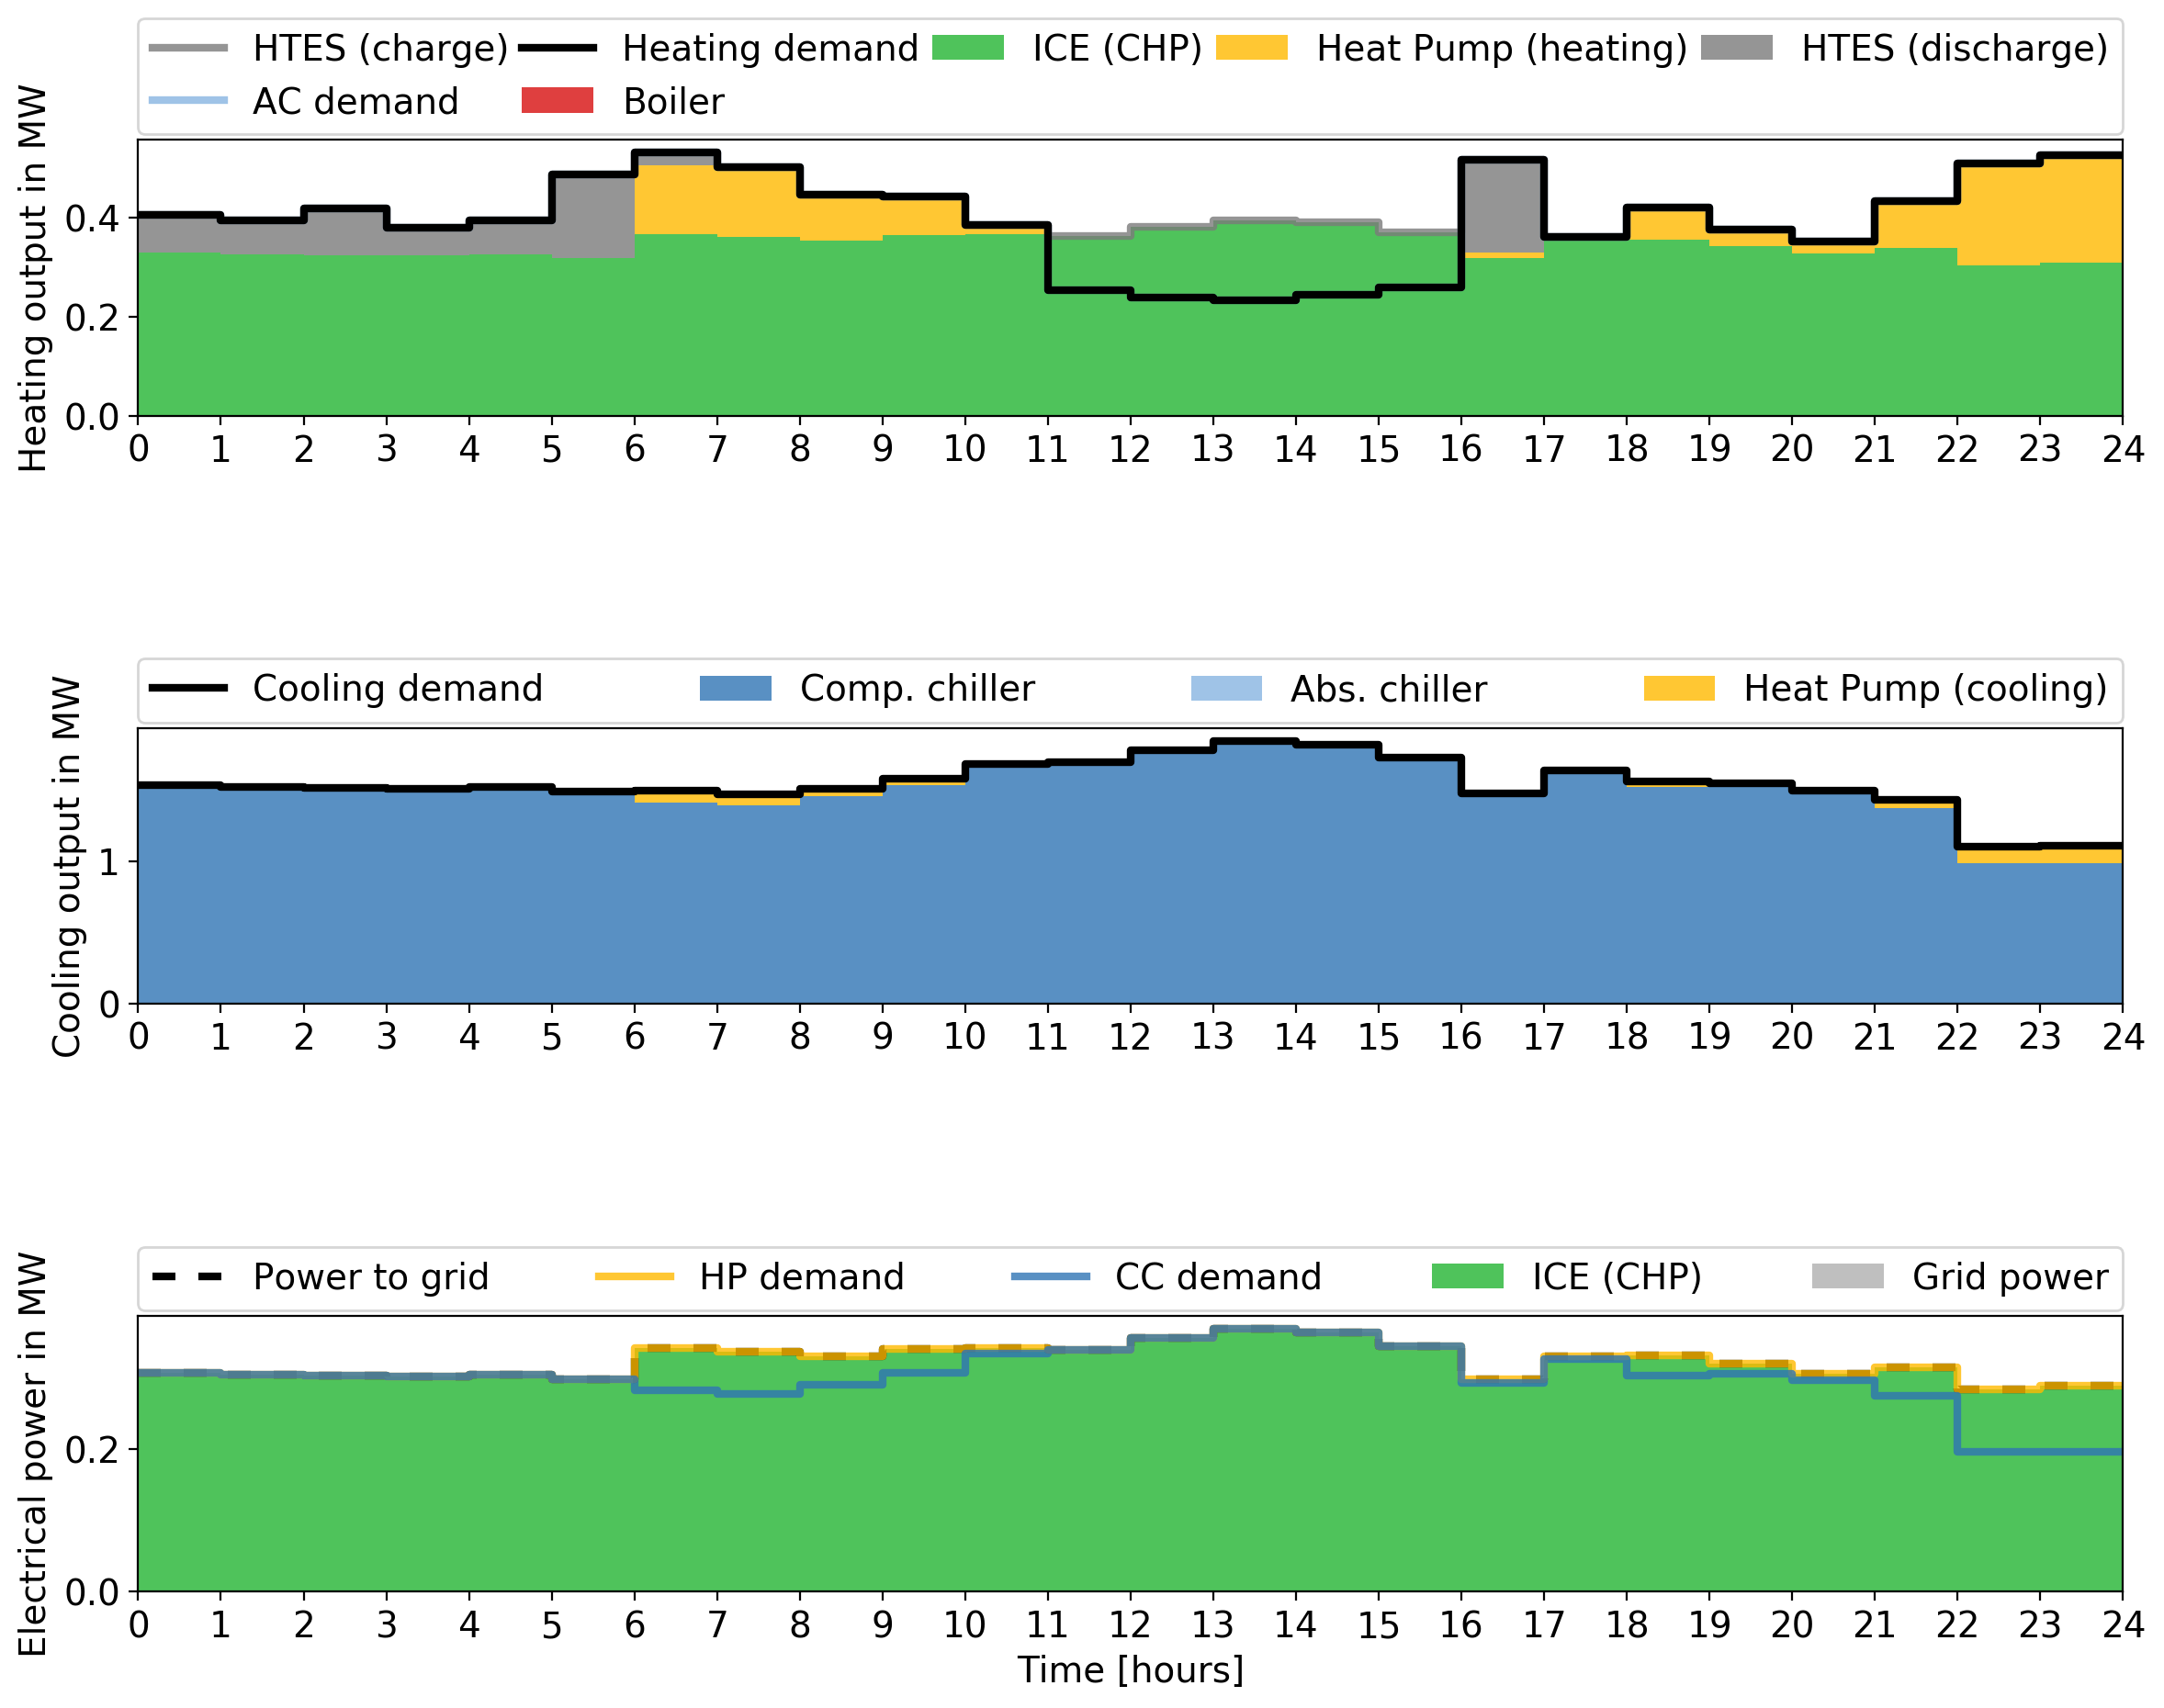 HTES (charge) Heating demand ICE (CHP) Heat Pump (heating) HTES (discharge)
AC demand Boiler
Heating output in MW
0.4
0.2
0.0
0 1 2 3 4 5 6 7 8 9 10 11 12 13 14 15 16 17 18 19 20 21 22 23 24
Cooling demand Comp. chiller Abs. chiller Heat Pump (cooling)
Cooling output in MW
1
0
0 1 2 3 4 5 6 7 8 9 10 11 12 13 14 15 16 17 18 19 20 21 22 23 24
Power to grid HP demand CC demand ICE (CHP) Grid power
Electrical power in MW
0.2
0.0
0 1 2 3 4 5 6 7 8 9 10 11 12 13 14 15 16 17 18 19 20 21 22 23 24
Time [hours]